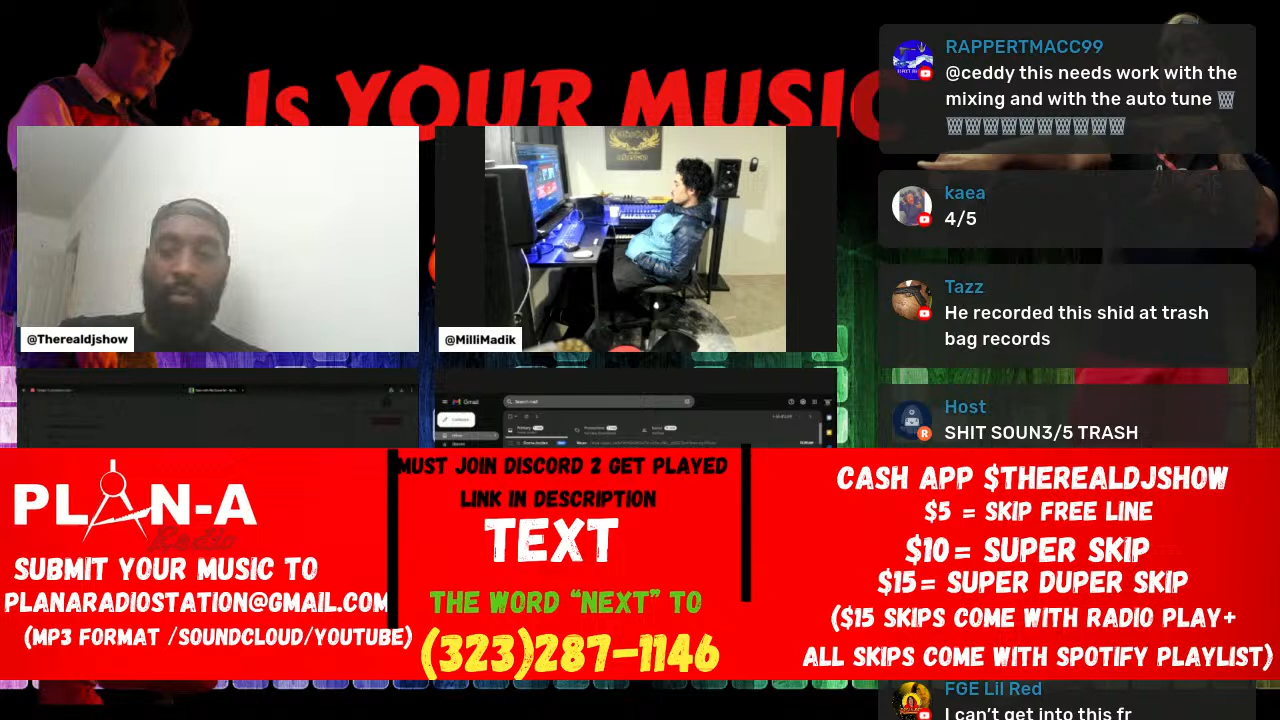 Is YOUR MUSIC
@Therealdjshow
@MilliMadik
RAPPERTMACC99
@ceddy this needs work with the
mixing and with the auto tune 🗑
🗑🗑🗑🗑🗑🗑🗑🗑🗑🗑
kaea
4/5
Tazz
He recorded this shid at trash
bag records
Host
SHIT SOUN3/5 TRASH
FGE Lil Red
I can't get into this fr
Gmail
Search mail
PLAN-A
Radio
SUBMIT YOUR MUSIC TO
PLANARADIOSTATION@GMAIL.COM
(MP3 FORMAT /SOUNDCLOUD/YOUTUBE)
MUST JOIN DISCORD 2 GET PLAYED
LINK IN DESCRIPTION
TEXT
THE WORD "NEXT" TO
(323)287-1146
CASH APP $THEREALDJSHOW
$5 = SKIP FREE LINE
$10= SUPER SKIP
$15= SUPER DUPER SKIP
($15 SKIPS COME WITH RADIO PLAY+
ALL SKIPS COME WITH SPOTIFY PLAYLIST)